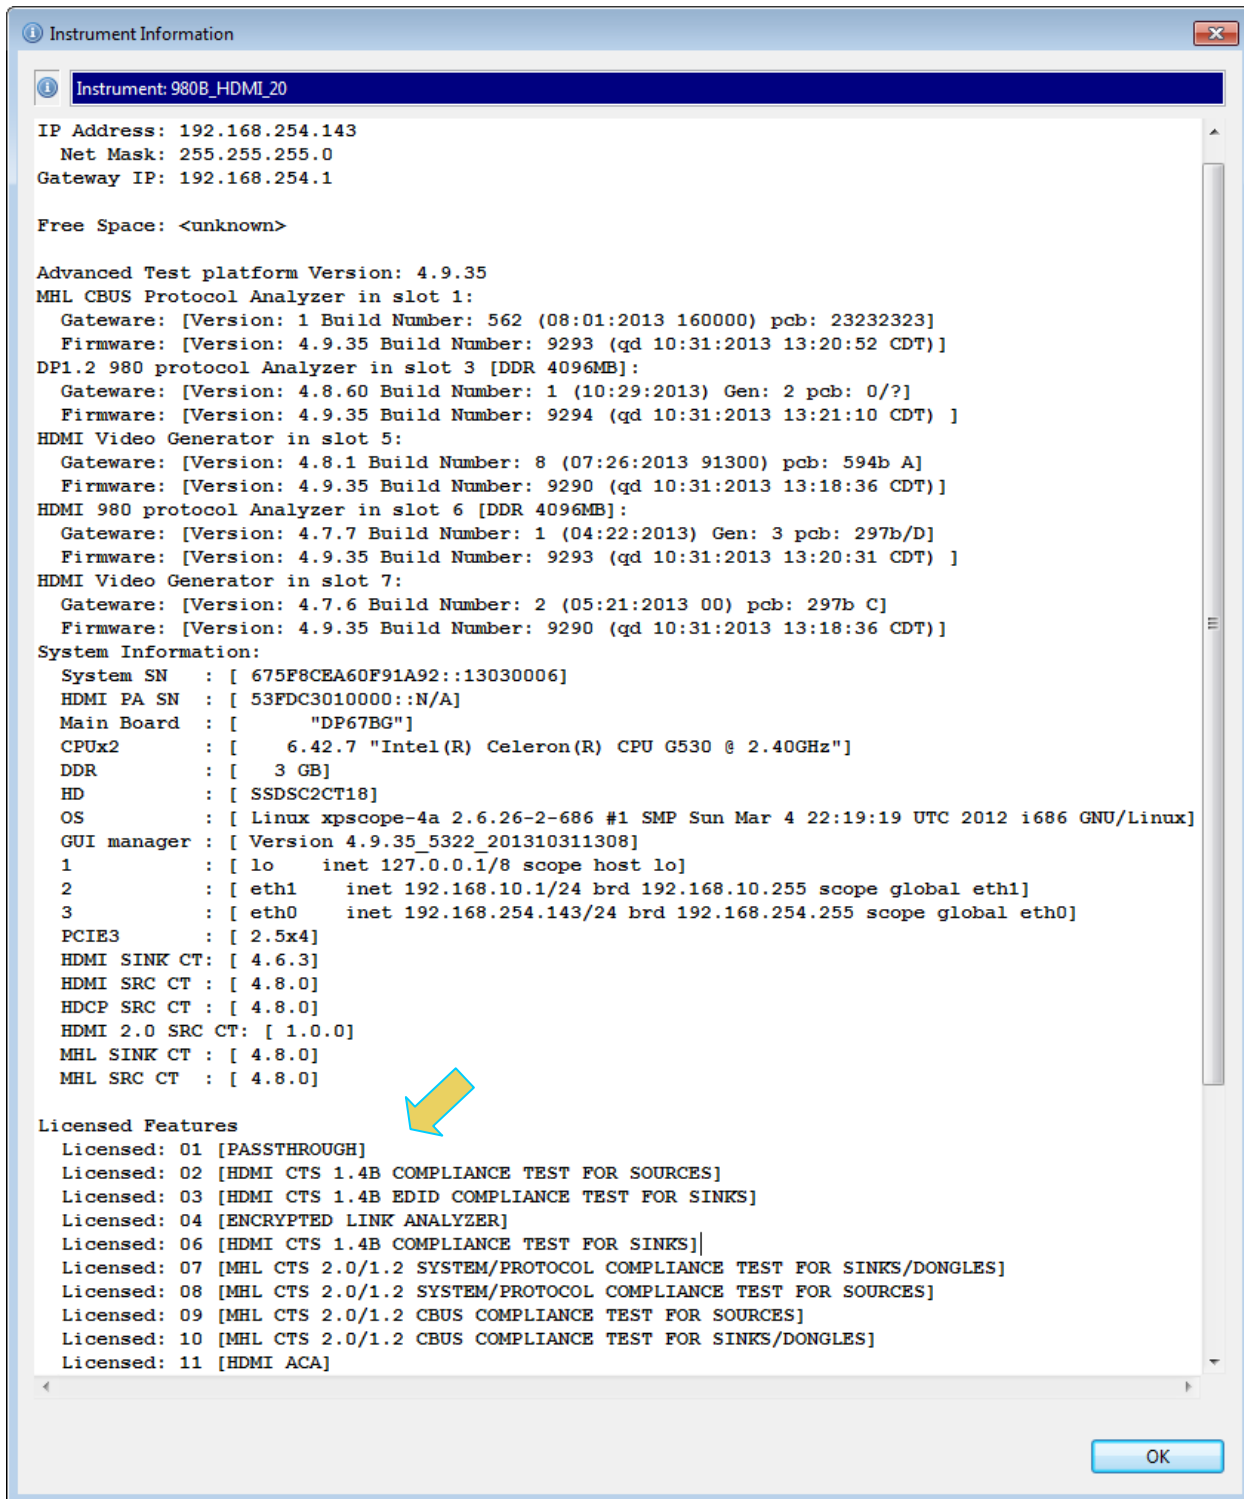 Instrument Information
Instrument: 980B_HDMI_20
IP Address: 192.168.254.143
Net Mask: 255.255.255.0
Gateway IP: 192.168.254.1
Free Space: <unknown>
Advanced Test platform Version: 4.9.35
MHL CBUS Protocol Analyzer in slot 1:
Gateware: [Version: 1 Build Number: 562 (08:01:2013 160000) pcb: 23232323]
Firmware: [Version: 4.9.35 Build Number: 9293 (qd 10:31:2013 13:20:52 CDT)]
DP1.2 980 protocol Analyzer in slot 3 [DDR 4096MB]:
Gateware: [Version: 4.8.60 Build Number: 1 (10:29:2013) Gen: 2 pcb: 0/?]
Firmware: [Version: 4.9.35 Build Number: 9294 (qd 10:31:2013 13:21:10 CDT) ]
HDMI Video Generator in slot 5:
Gateware: [Version: 4.8.1 Build Number: 8 (07:26:2013 91300) pcb: 594b A]
Firmware: [Version: 4.9.35 Build Number: 9290 (qd 10:31:2013 13:18:36 CDT)]
HDMI 980 protocol Analyzer in slot 6 [DDR 4096MB]:
Gateware: [Version: 4.7.7 Build Number: 1 (04:22:2013) Gen: 3 pcb: 297b/D]
Firmware: [Version: 4.9.35 Build Number: 9293 (qd 10:31:2013 13:20:31 CDT) ]
HDMI Video Generator in slot 7:
Gateware: [Version: 4.7.6 Build Number: 2 (05:21:2013 00) pcb: 297b C]
Firmware: [Version: 4.9.35 Build Number: 9290 (qd 10:31:2013 13:18:36 CDT)]
System Information:
System SN : [ 675F8CEA60F91A92::13030006]
HDMI PA SN : [ 53FDC3010000::N/A]
Main Board : [ "DP67BG"]
CPUx2 : [ 6.42.7 "Intel(R) Celeron(R) CPU G530 @ 2.40GHz"]
DDR : [ 3 GB]
HD : [ SSDSC2CT18]
OS : [ Linux xpscope-4a 2.6.26-2-686 #1 SMP Sun Mar 4 22:19:19 UTC 2012 i686 GNU/Linux]
GUI manager : [ Version 4.9.35_5322_201310311308]
1 : [ lo inet 127.0.0.1/8 scope host lo]
2 : [ eth1 inet 192.168.10.1/24 brd 192.168.10.255 scope global eth1]
3 : [ eth0 inet 192.168.254.143/24 brd 192.168.254.255 scope global eth0]
PCIE3 : [ 2.5x4]
HDMI SINK CT: [ 4.6.3]
HDMI SRC CT : [ 4.8.0]
HDCP SRC CT : [ 4.8.0]
HDMI 2.0 SRC CT: [ 1.0.0]
MHL SINK CT : [ 4.8.0]
MHL SRC CT : [ 4.8.0]
Licensed Features
Licensed: 01 [PASSTHROUGH]
Licensed: 02 [HDMI CTS 1.4B COMPLIANCE TEST FOR SOURCES]
Licensed: 03 [HDMI CTS 1.4B EDID COMPLIANCE TEST FOR SINKS]
Licensed: 04 [ENCRYPTED LINK ANALYZER]
Licensed: 06 [HDMI CTS 1.4B COMPLIANCE TEST FOR SINKS]
Licensed: 07 [MHL CTS 2.0/1.2 SYSTEM/PROTOCOL COMPLIANCE TEST FOR SINKS/DONGLES]
Licensed: 08 [MHL CTS 2.0/1.2 SYSTEM/PROTOCOL COMPLIANCE TEST FOR SOURCES]
Licensed: 09 [MHL CTS 2.0/1.2 CBUS COMPLIANCE TEST FOR SOURCES]
Licensed: 10 [MHL CTS 2.0/1.2 CBUS COMPLIANCE TEST FOR SINKS/DONGLES]
Licensed: 11 [HDMI ACA]
OK